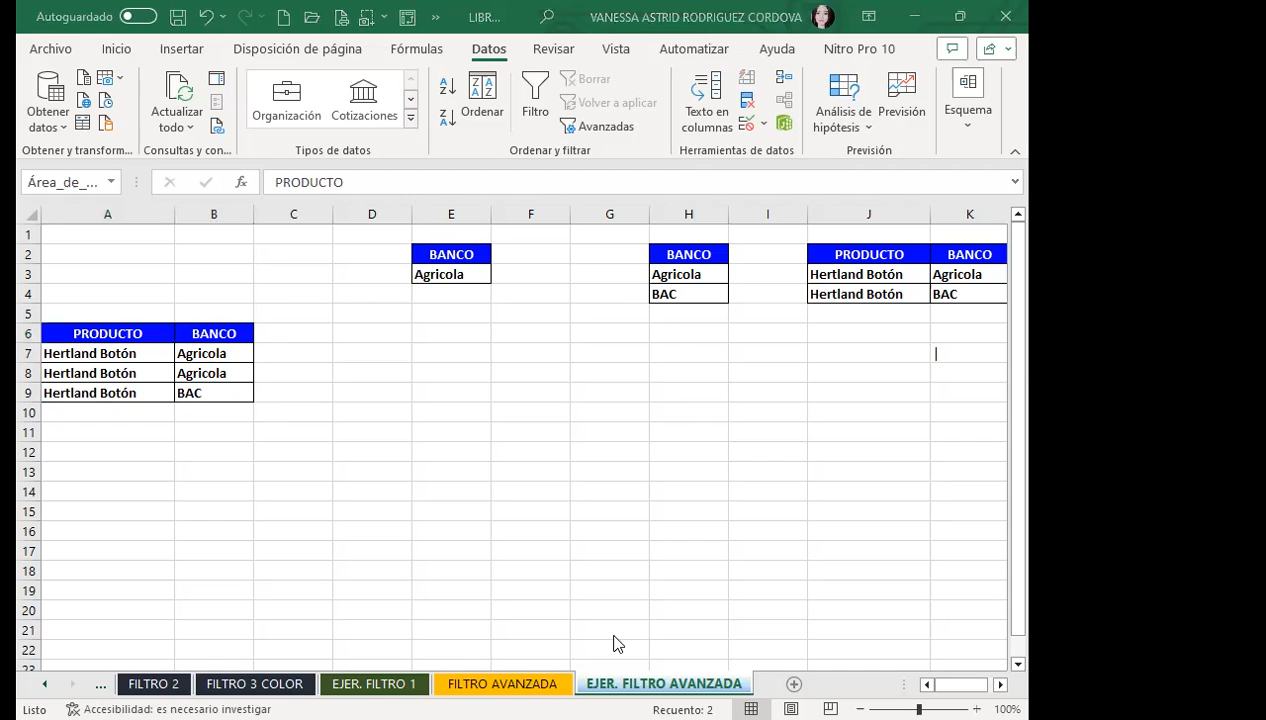 Autoguardado
LIBR...
VANESSA ASTRID RODRIGUEZ CORDOVA
Archivo Inicio Insertar Disposición de página Fórmulas Datos Revisar Vista Automatizar Ayuda Nitro Pro 10
Obtener datos
Actualizar todo
Organización
Cotizaciones
Ordenar
Filtro
Borrar
Volver a aplicar
Avanzadas
Texto en columnas
Análisis de hipótesis
Previsión
Esquema
Obtener y transform...
Consultas y con...
Tipos de datos
Ordenar y filtrar
Herramientas de datos
Previsión
Área_de_...
fx
PRODUCTO
A B C D E F G H I J K
1
2 BANCO BANCO PRODUCTO BANCO
3 Agricola Agricola Hertland Botón Agricola
4 BAC Hertland Botón BAC
5
6 PRODUCTO BANCO
7 Hertland Botón Agricola
8 Hertland Botón Agricola
9 Hertland Botón BAC
10
11
12
13
14
15
16
17
18
19
20
21
22
23
... FILTRO 2 FILTRO 3 COLOR EJER. FILTRO 1 FILTRO AVANZADA EJER. FILTRO AVANZADA
Listo
Accesibilidad: es necesario investigar
Recuento: 2
100%